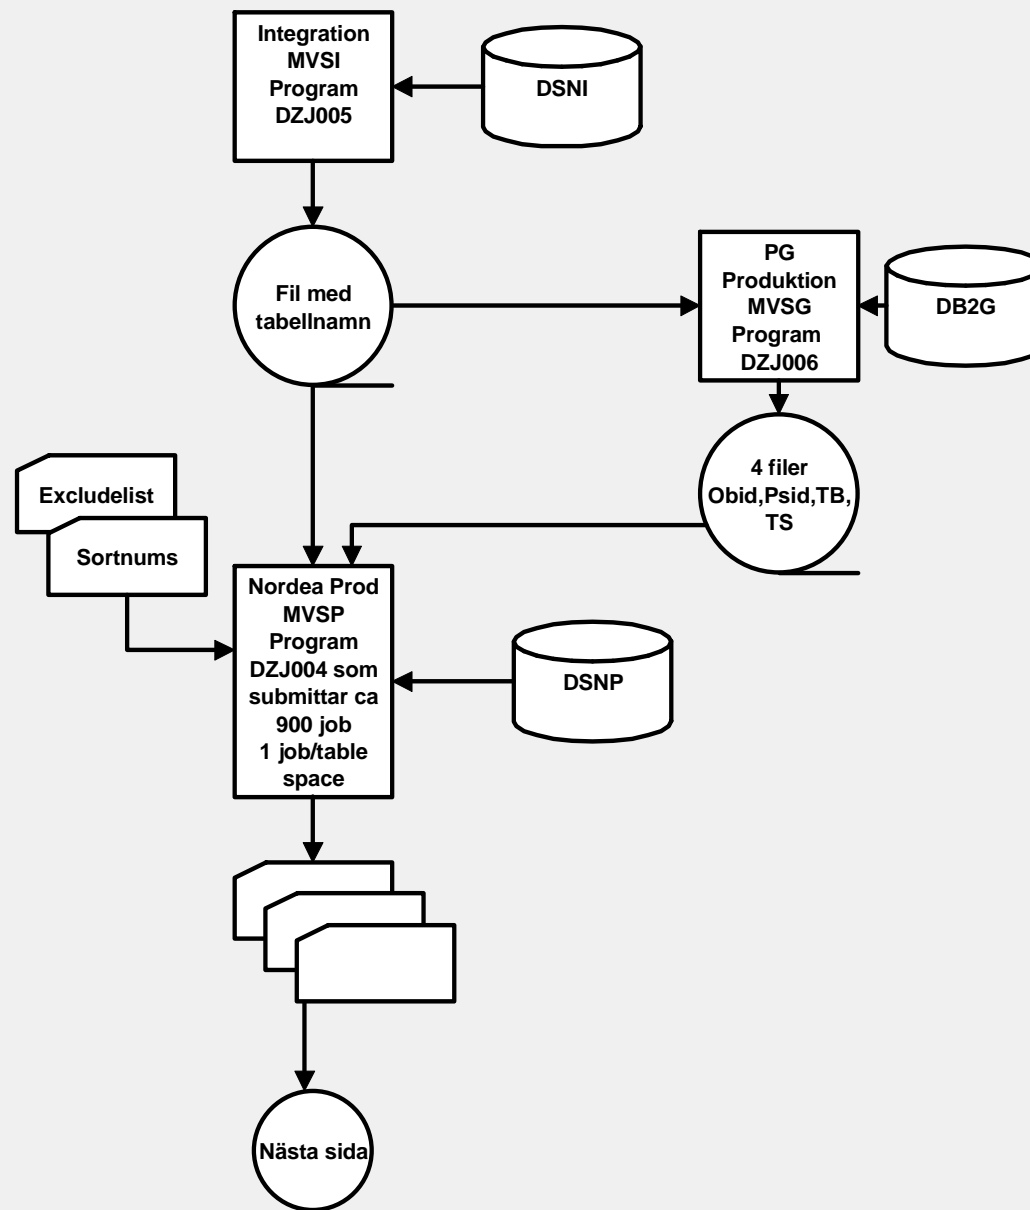 Integration
MVSI
Program
DZJ005
DSNI
Fil med
tabellnamn
PG
Produktion
MVSG
Program
DZJ006
DB2G
4 filer
Obid,Psid,TB,
TS
Excludelist
Sortnums
Nordea Prod
MVSP
Program
DZJ004 som
submittar ca
900 job
1 job/table
space
DSNP
Nästa sida